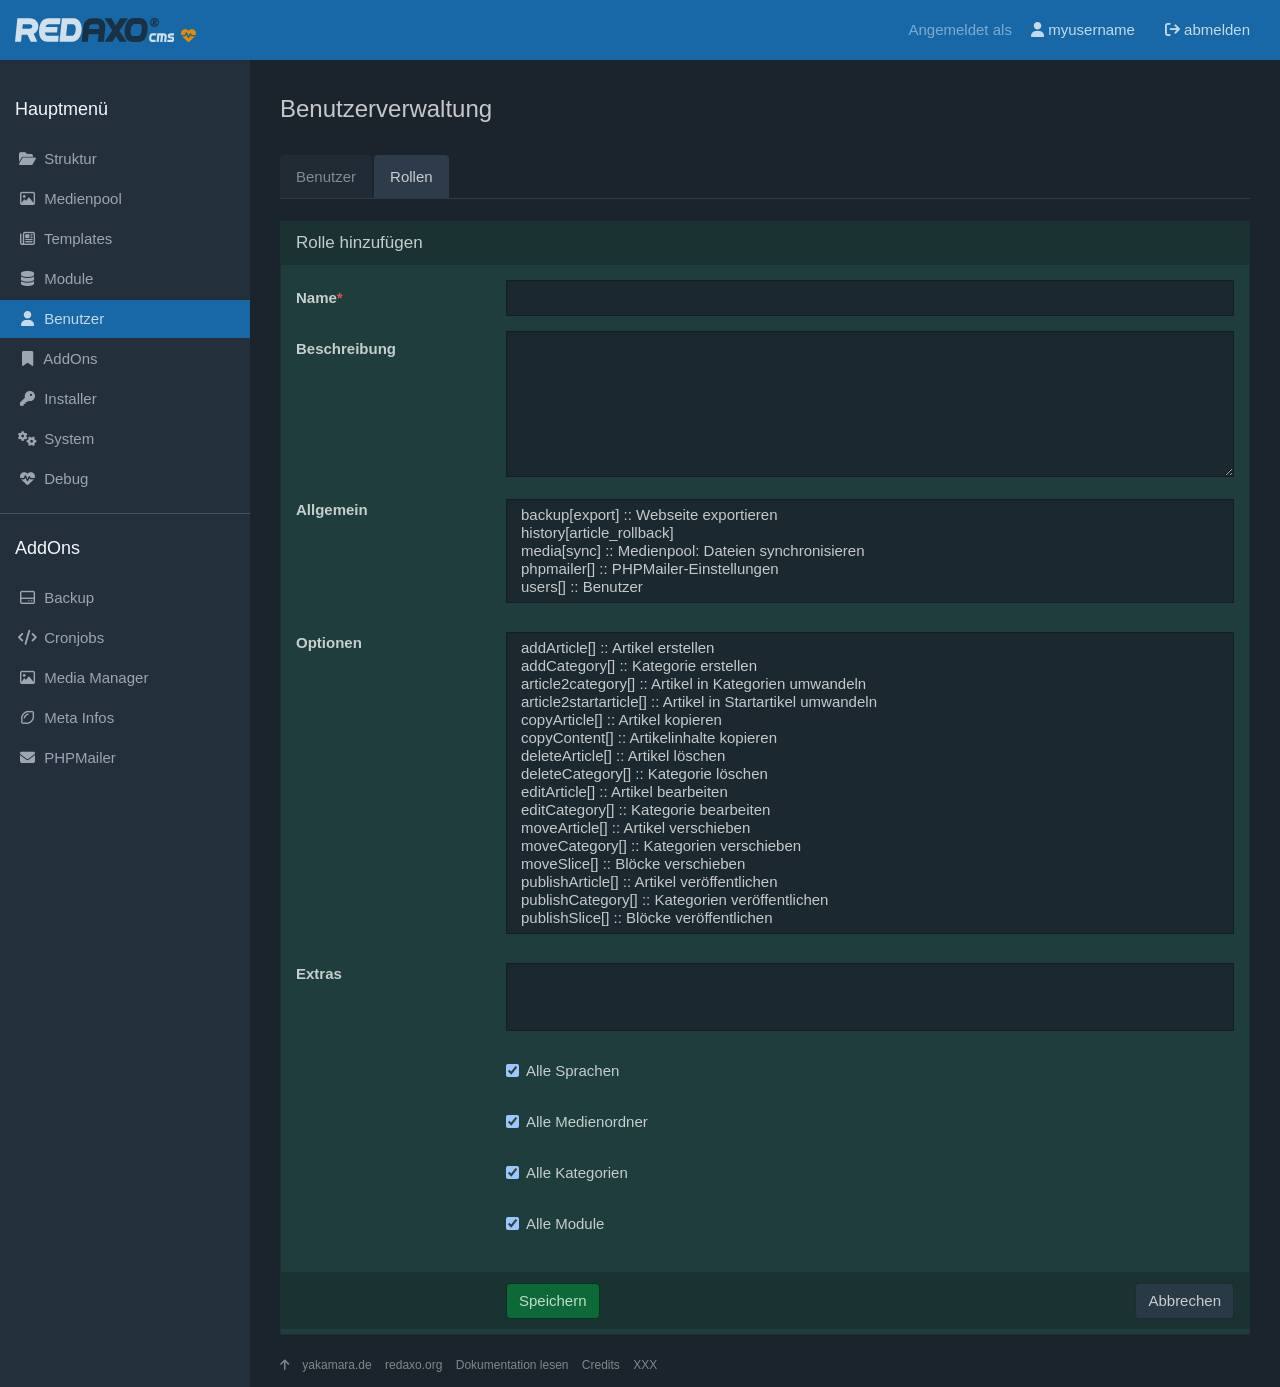 REDAXO® cms
Angemeldet als myusername abmelden
Hauptmenü
Struktur
Medienpool
Templates
Module
Benutzer
AddOns
Installer
System
Debug
AddOns
Backup
Cronjobs
Media Manager
Meta Infos
PHPMailer
Benutzerverwaltung
Benutzer Rollen
Rolle hinzufügen
Name*
Beschreibung
Allgemein
backup[export] :: Webseite exportieren
history[article_rollback]
media[sync] :: Medienpool: Dateien synchronisieren
phpmailer[] :: PHPMailer-Einstellungen
users[] :: Benutzer
Optionen
addArticle[] :: Artikel erstellen
addCategory[] :: Kategorie erstellen
article2category[] :: Artikel in Kategorien umwandeln
article2startarticle[] :: Artikel in Startartikel umwandeln
copyArticle[] :: Artikel kopieren
copyContent[] :: Artikelinhalte kopieren
deleteArticle[] :: Artikel löschen
deleteCategory[] :: Kategorie löschen
editArticle[] :: Artikel bearbeiten
editCategory[] :: Kategorie bearbeiten
moveArticle[] :: Artikel verschieben
moveCategory[] :: Kategorien verschieben
moveSlice[] :: Blöcke verschieben
publishArticle[] :: Artikel veröffentlichen
publishCategory[] :: Kategorien veröffentlichen
publishSlice[] :: Blöcke veröffentlichen
Extras
Alle Sprachen
Alle Medienordner
Alle Kategorien
Alle Module
Speichern Abbrechen
yakamara.de redaxo.org Dokumentation lesen Credits XXX